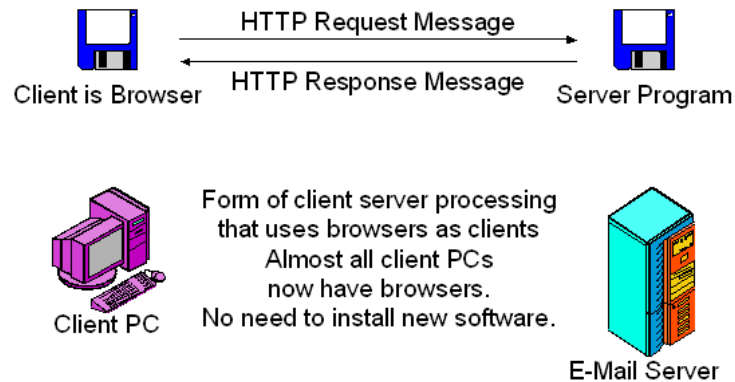 HTTP Request Message
HTTP Response Message
Client is Browser
Server Program
Form of client server processing
that uses browsers as clients
Almost all client PCs
now have browsers.
No need to install new software.
Client PC
E-Mail Server